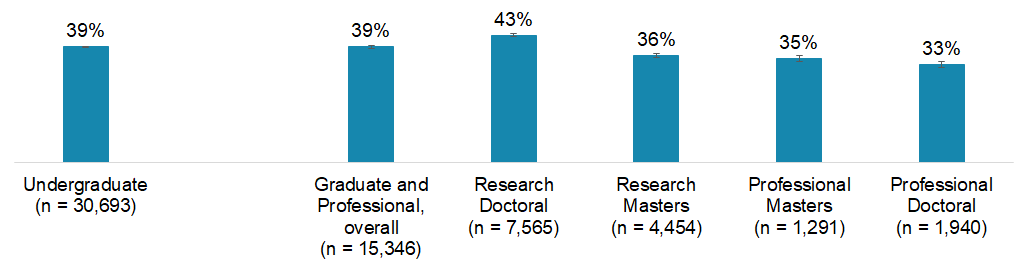 39%
39%
43%
36%
35%
33%
Undergraduate
(n = 30,693)
Graduate and
Professional,
overall
(n = 15,346)
Research
Doctoral
(n = 7,565)
Research
Masters
(n = 4,454)
Professional
Masters
(n = 1,291)
Professional
Doctoral
(n = 1,940)